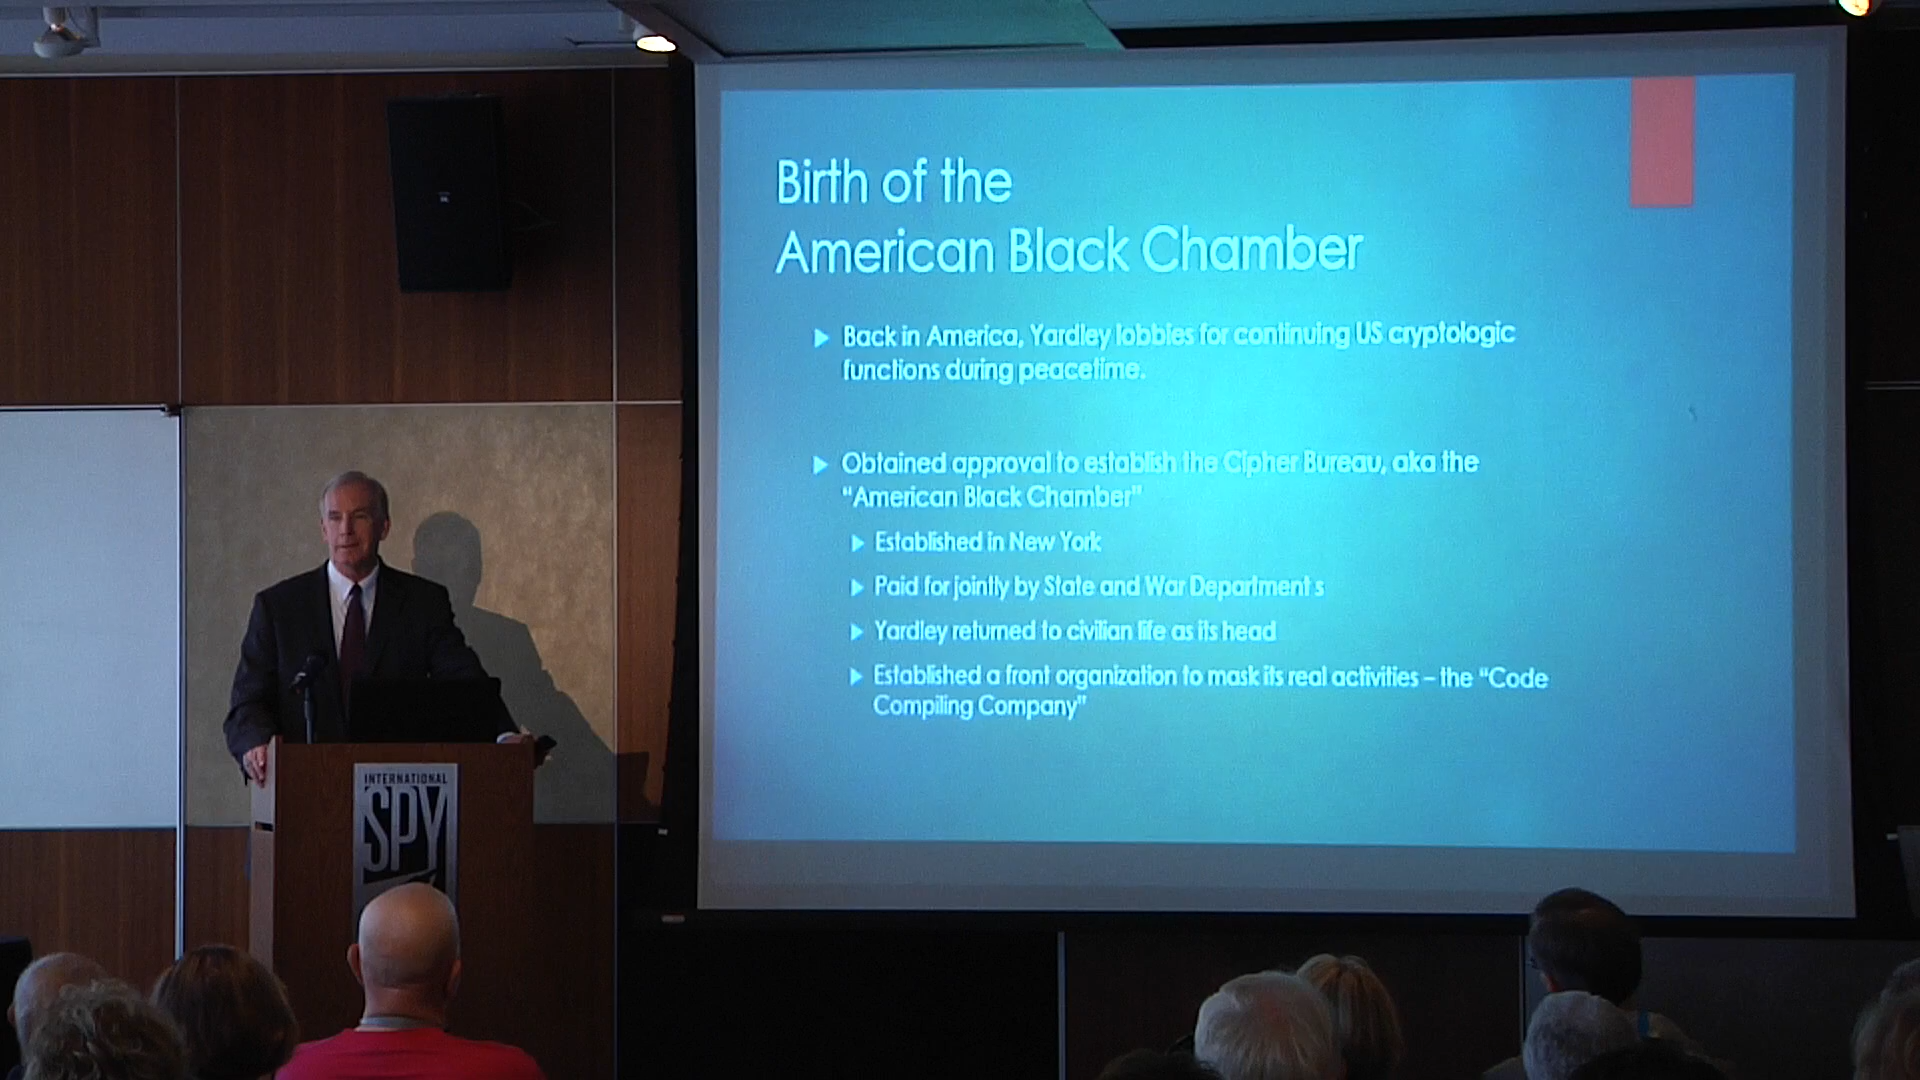 Birth of the
American Black Chamber
Back in America, Yardley lobbies for continuing US cryptologic
functions during peacetime.
Obtained approval to establish the Cipher Bureau, aka the
“American Black Chamber”
Established in New York
Paid for jointly by State and War Department s
Yardley returned to civilian life as its head
Established a front organization to mask its real activities – the “Code
Compiling Company”
INTERNATIONAL
SPY